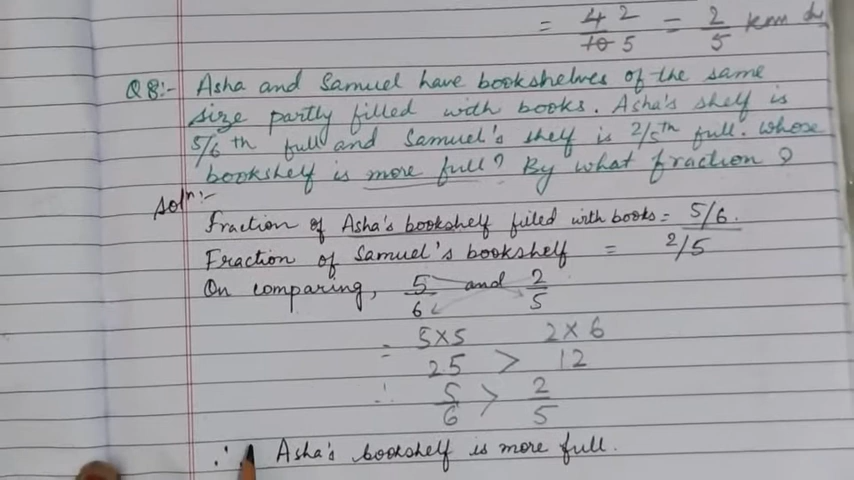 = 4 2 / 10 5 = 2/5 km
Q8:- Asha and Samuel have bookshelves of the same
size partly filled with books. Asha's shelf is
5/6 th full and Samuel's shelf is 2/5th full. Whose
bookshelf is more full? By what fraction ?
Soln:-
Fraction of Asha's bookshelf filled with books = 5/6.
Fraction of Samuel's bookshelf = 2/5
On comparing, 5/6 and 2/5
= 5×5 2×6
25 > 12
∴ 5/6 > 2/5
∴ Asha's bookshelf is more full.